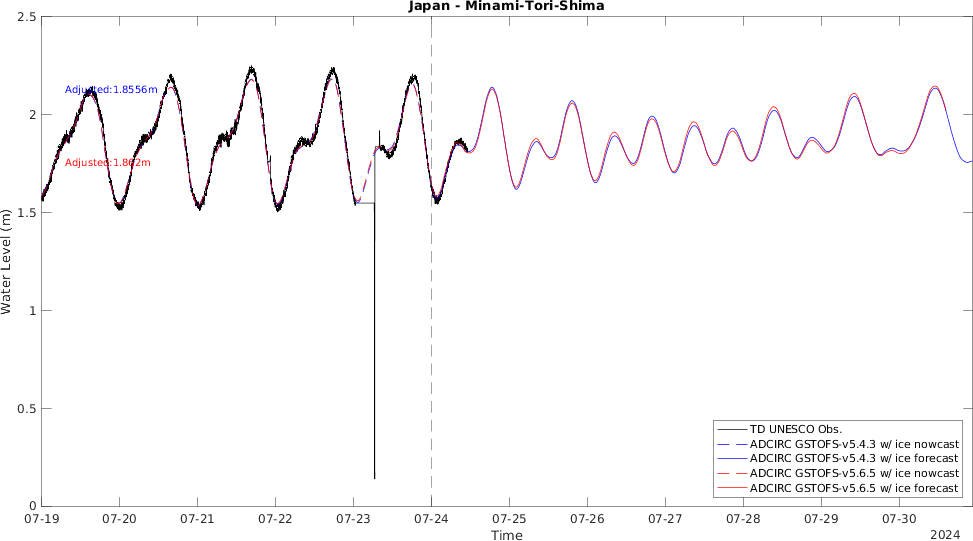 Japan - Minami-Tori-Shima
2.5
2
1.5
1
0.5
0
Water Level (m)
Adjusted:1.8556m
Adjusted:1.862m
TD UNESCO Obs.
ADCIRC GSTOFS-v5.4.3 w/ ice nowcast
ADCIRC GSTOFS-v5.4.3 w/ ice forecast
ADCIRC GSTOFS-v5.6.5 w/ ice nowcast
ADCIRC GSTOFS-v5.6.5 w/ ice forecast
07-19 07-20 07-21 07-22 07-23 07-24 07-25 07-26 07-27 07-28 07-29 07-30
Time
2024